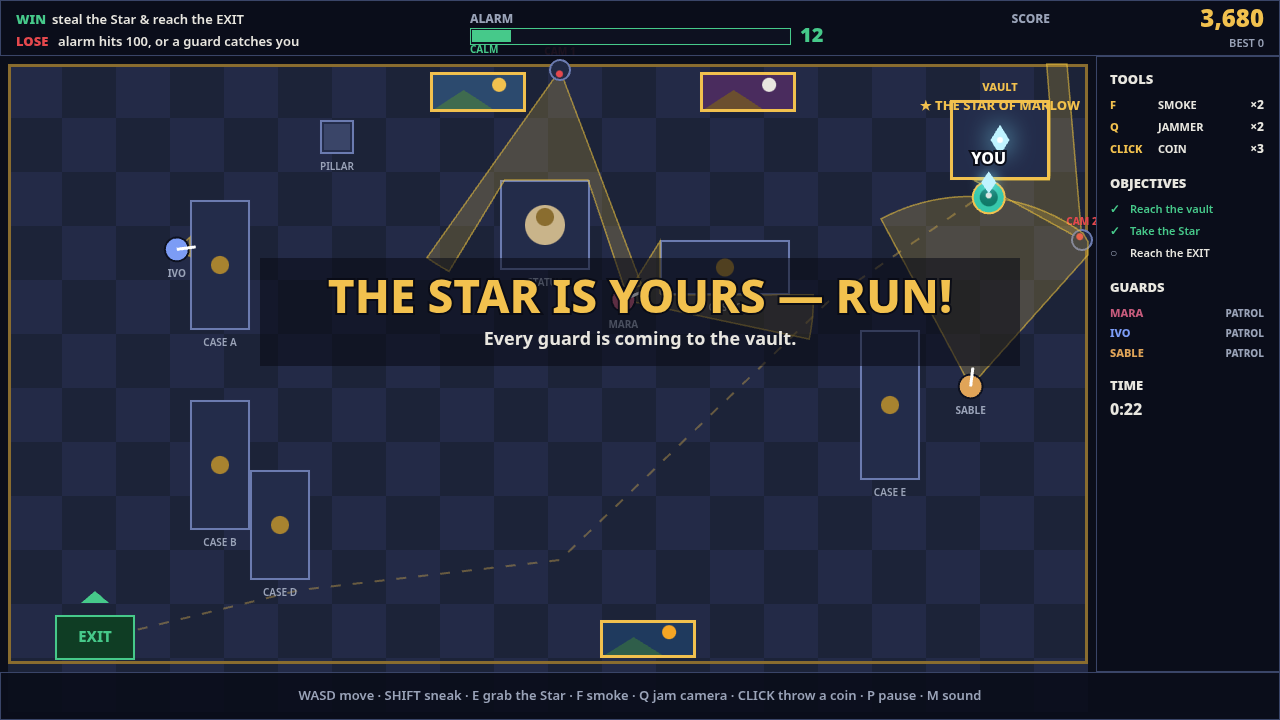 WIN steal the Star & reach the EXIT
LOSE alarm hits 100, or a guard catches you
ALARM
12
CALM
SCORE
3,680
BEST 0
VAULT
★ THE STAR OF MARLOW
YOU
PILLAR
CAM 2
IVO
MARA
THE STAR IS YOURS — RUN!
Every guard is coming to the vault.
CASE A
SABLE
CASE E
CASE B
CASE D
EXIT
TOOLS
F SMOKE ×2
Q JAMMER ×2
CLICK COIN ×3
OBJECTIVES
✓ Reach the vault
✓ Take the Star
○ Reach the EXIT
GUARDS
MARA PATROL
IVO PATROL
SABLE PATROL
TIME
0:22
WASD move · SHIFT sneak · E grab the Star · F smoke · Q jam camera · CLICK throw a coin · P pause · M sound